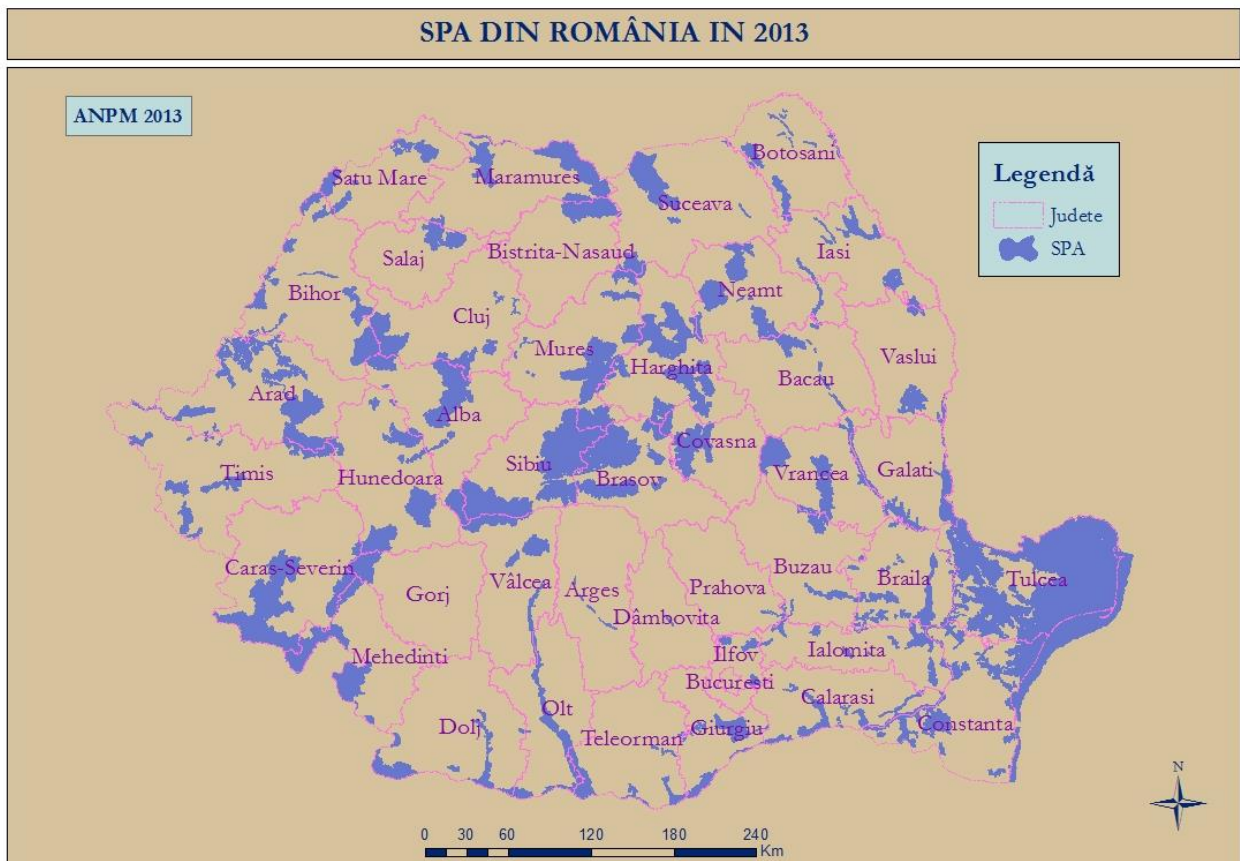 SPA DIN ROMÂNIA IN 2013
ANPM 2013
Legendă
Judete
SPA
Botosani
Satu Mare
Maramures
Suceava
Iasi
Bistrita-Nasaud
Salaj
Neamt
Bihor
Cluj
Mures
Harghita
Vaslui
Bacau
Arad
Alba
Covasna
Sibiu
Timis
Hunedoara
Brasov
Vrancea
Galati
Caras-Severin
Gorj
Vâlcea
Arges
Prahova
Buzau
Braila
Tulcea
Dâmbovita
Mehedinti
Ilfov
Ialomita
Bucuresti
Calarasi
Olt
Dolj
Teleorman
Giurgiu
Constanta
N
0 30 60 120 180 240
Km